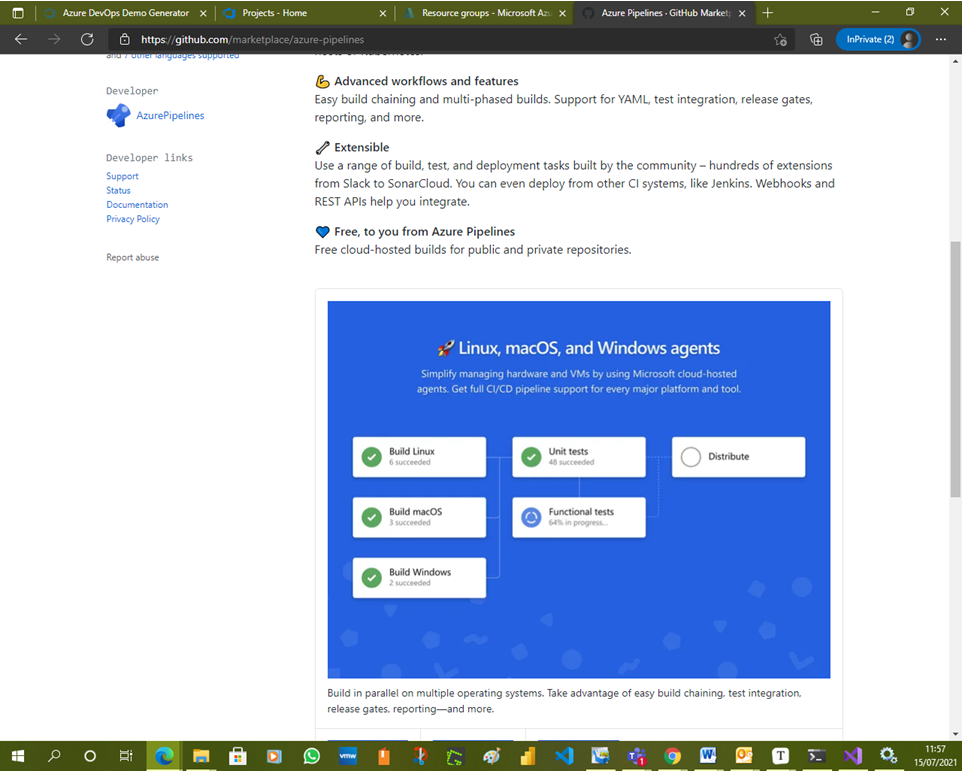 Azure DevOps Demo Generator
Projects - Home
Resource groups - Microsoft Azu
Azure Pipelines · GitHub Marketp
https://github.com/marketplace/azure-pipelines
InPrivate (2)
and 7 other languages supported
Developer
AzurePipelines
Developer links
Support
Status
Documentation
Privacy Policy
Report abuse
💪 Advanced workflows and features
Easy build chaining and multi-phased builds. Support for YAML, test integration, release gates,
reporting, and more.
Extensible
Use a range of build, test, and deployment tasks built by the community – hundreds of extensions
from Slack to SonarCloud. You can even deploy from other CI systems, like Jenkins. Webhooks and
REST APIs help you integrate.
💙 Free, to you from Azure Pipelines
Free cloud-hosted builds for public and private repositories.
🚀 Linux, macOS, and Windows agents
Simplify managing hardware and VMs by using Microsoft cloud-hosted
agents. Get full CI/CD pipeline support for every major platform and tool.
Build Linux
6 succeeded
Unit tests
48 succeeded
Distribute
Build macOS
3 succeeded
Functional tests
64% in progress...
Build Windows
2 succeeded
Build in parallel on multiple operating systems. Take advantage of easy build chaining, test integration,
release gates, reporting—and more.
vmw
11:57
15/07/2021